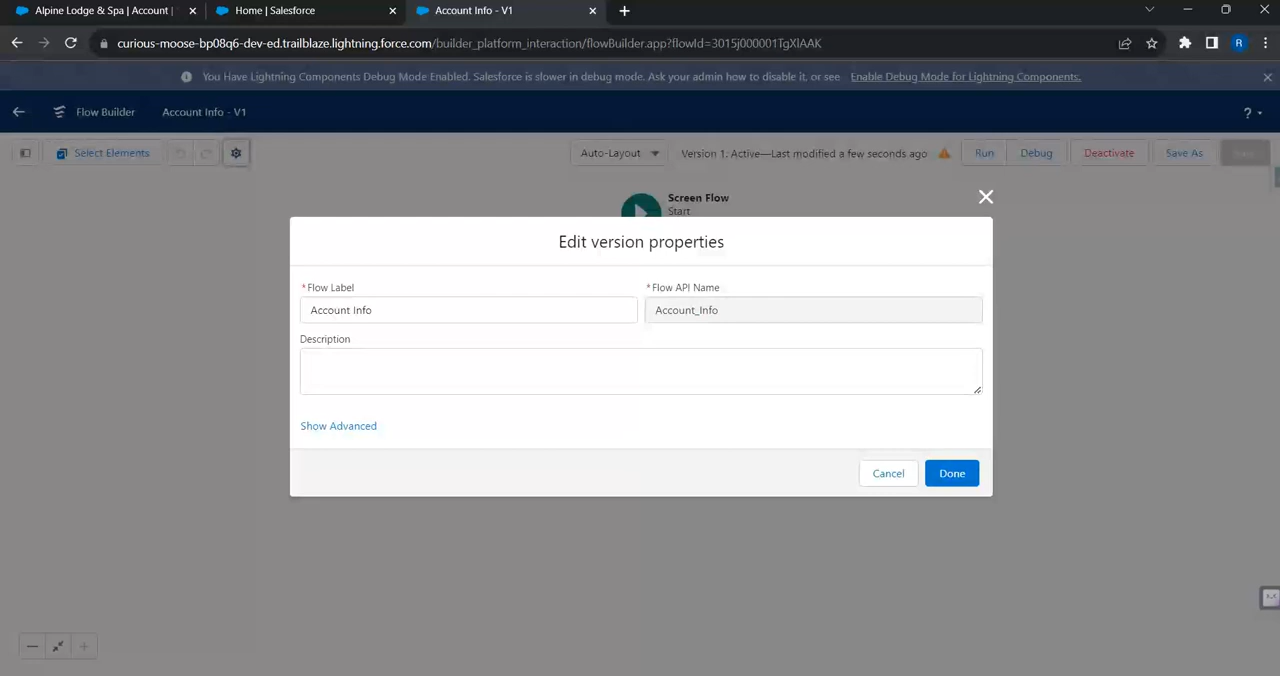 Alpine Lodge & Spa | Account |
Home | Salesforce
Account Info - V1
curious-moose-bp08q6-dev-ed.trailblaze.lightning.force.com/builder_platform_interaction/flowBuilder.app?flowId=3015j000001TgXlAAK
R
You Have Lightning Components Debug Mode Enabled. Salesforce is slower in debug mode. Ask your admin how to disable it, or see Enable Debug Mode for Lightning Components.
Flow Builder Account Info - V1 ?
Select Elements Auto-Layout Version 1: Active—Last modified a few seconds ago Run Debug Deactivate Save As
Screen Flow
Start
Edit version properties
*Flow Label
Account Info
*Flow API Name
Account_Info
Description
Show Advanced
Cancel Done